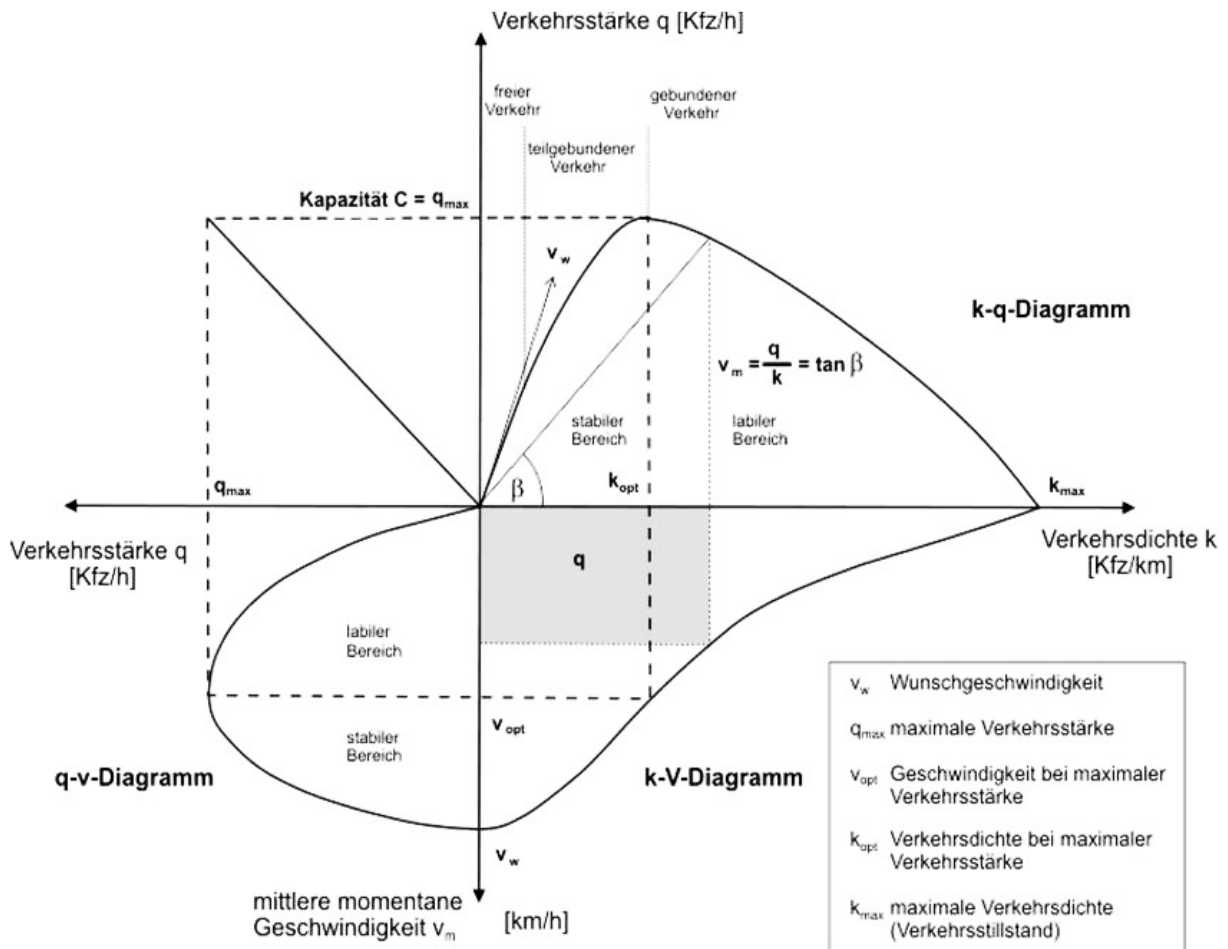 Verkehrsstärke q [Kfz/h]
freier
Verkehr
gebundener
Verkehr
teilgebundener
Verkehr
Kapazität C = qmax
vw
k-q-Diagramm
vm = q/k = tan β
stabiler
Bereich
labiler
Bereich
qmax
β
kopt
kmax
Verkehrsstärke q
[Kfz/h]
q
Verkehrsdichte k
[Kfz/km]
labiler
Bereich
vopt
stabiler
Bereich
q-v-Diagramm
k-V-Diagramm
vw
mittlere momentane
Geschwindigkeit vm
[km/h]
vw Wunschgeschwindigkeit
qmax maximale Verkehrsstärke
vopt Geschwindigkeit bei maximaler
Verkehrsstärke
kopt Verkehrsdichte bei maximaler
Verkehrsstärke
kmax maximale Verkehrsdichte
(Verkehrsstillstand)